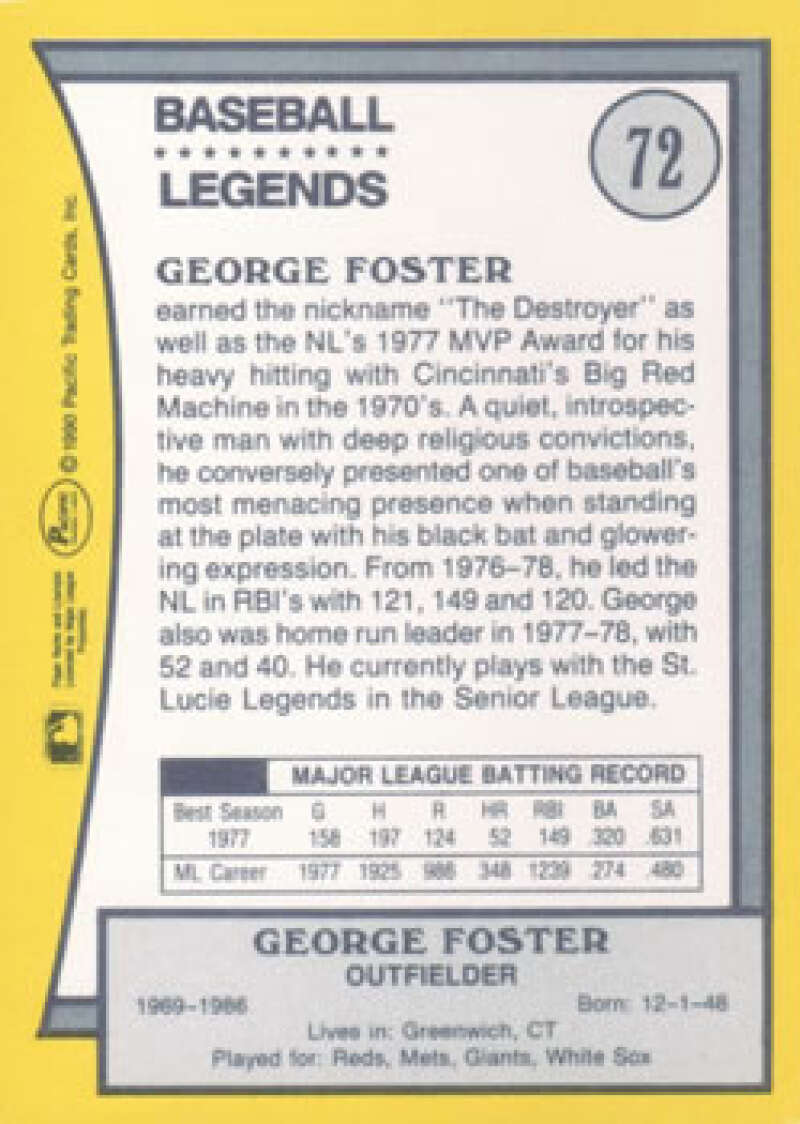 BASEBALL
LEGENDS
72
GEORGE FOSTER
earned the nickname "The Destroyer" as
well as the NL's 1977 MVP Award for his
heavy hitting with Cincinnati's Big Red
Machine in the 1970's. A quiet, introspec-
tive man with deep religious convictions,
he conversely presented one of baseball's
most menacing presence when standing
at the plate with his black bat and glower-
ing expression. From 1976–78, he led the
NL in RBI's with 121, 149 and 120. George
also was home run leader in 1977–78, with
52 and 40. He currently plays with the St.
Lucie Legends in the Senior League.
MAJOR LEAGUE BATTING RECORD
Best Season G H R HR RBI BA SA
1977 158 197 124 52 149 .320 .631
ML Career 1977 1925 986 348 1239 .274 .480
GEORGE FOSTER
OUTFIELDER
1969–1986 Born: 12–1–48
Lives in: Greenwich, CT
Played for: Reds, Mets, Giants, White Sox
© 1990 Pacific Trading Cards, Inc.
Pacific